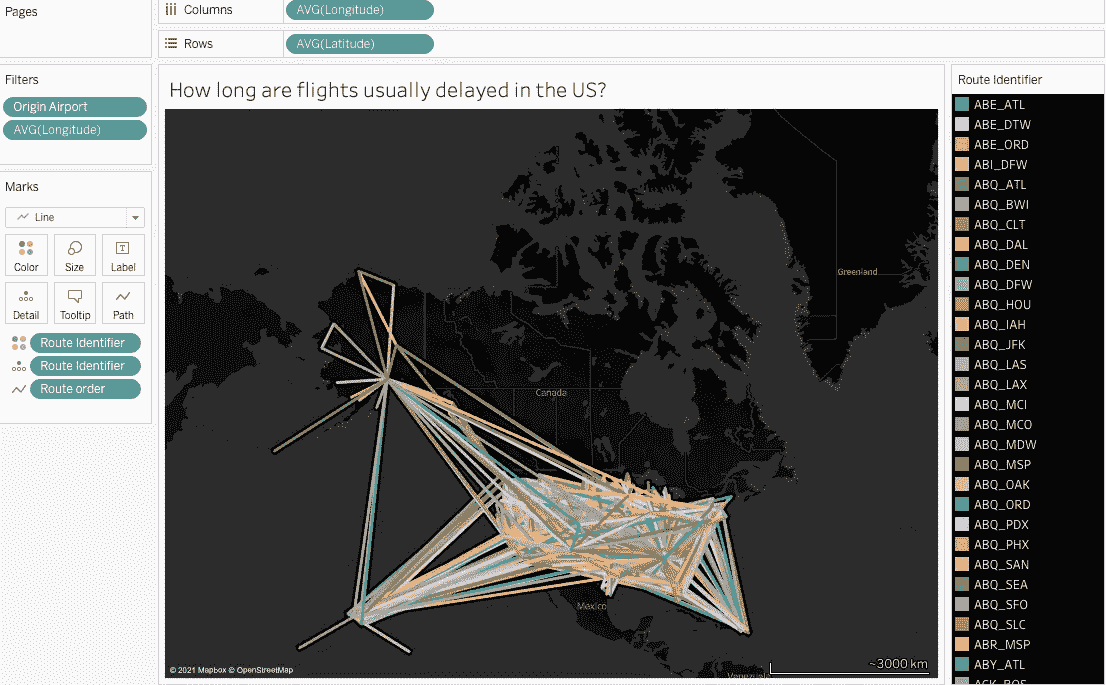 Pages
Columns
AVG(Longitude)
Rows
AVG(Latitude)
Filters
Origin Airport
AVG(Longitude)
Marks
Line
Color
Size
Label
Detail
Tooltip
Path
Route Identifier
Route Identifier
Route order
How long are flights usually delayed in the US?
Greenland
Canada
Mexico
Venezuela
© 2021 Mapbox © OpenStreetMap
~3000 km
Route Identifier
ABE_ATL
ABE_DTW
ABE_ORD
ABI_DFW
ABQ_ATL
ABQ_BWI
ABQ_CLT
ABQ_DAL
ABQ_DEN
ABQ_DFW
ABQ_HOU
ABQ_IAH
ABQ_JFK
ABQ_LAS
ABQ_LAX
ABQ_MCI
ABQ_MCO
ABQ_MDW
ABQ_MSP
ABQ_OAK
ABQ_ORD
ABQ_PDX
ABQ_PHX
ABQ_SAN
ABQ_SEA
ABQ_SFO
ABQ_SLC
ABR_MSP
ABY_ATL
ACK_BOS